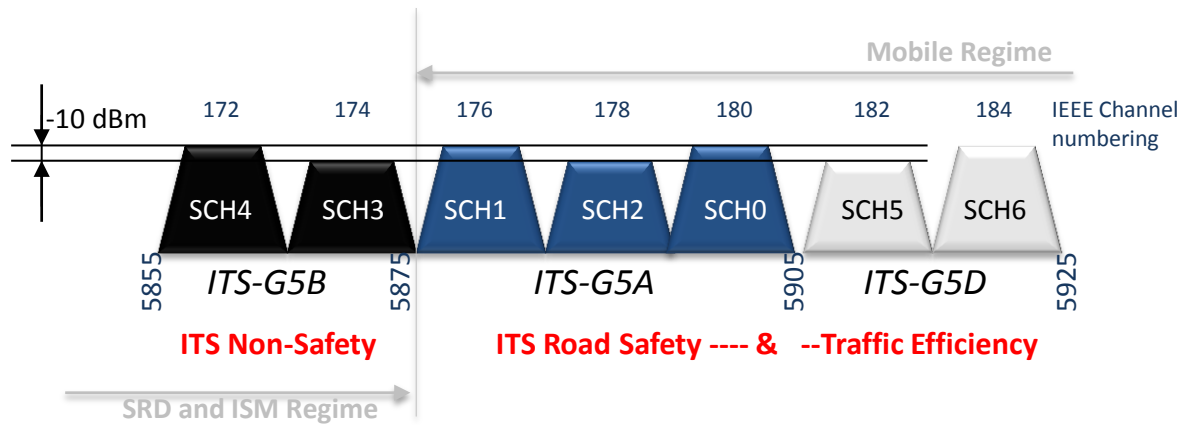 Mobile Regime
172 174 176 178 180 182 184 IEEE Channel
numbering
-10 dBm
SCH4 SCH3 SCH1 SCH2 SCH0 SCH5 SCH6
5855 ITS-G5B 5875 ITS-G5A 5905 ITS-G5D 5925
ITS Non-Safety ITS Road Safety ---- & --Traffic Efficiency
SRD and ISM Regime